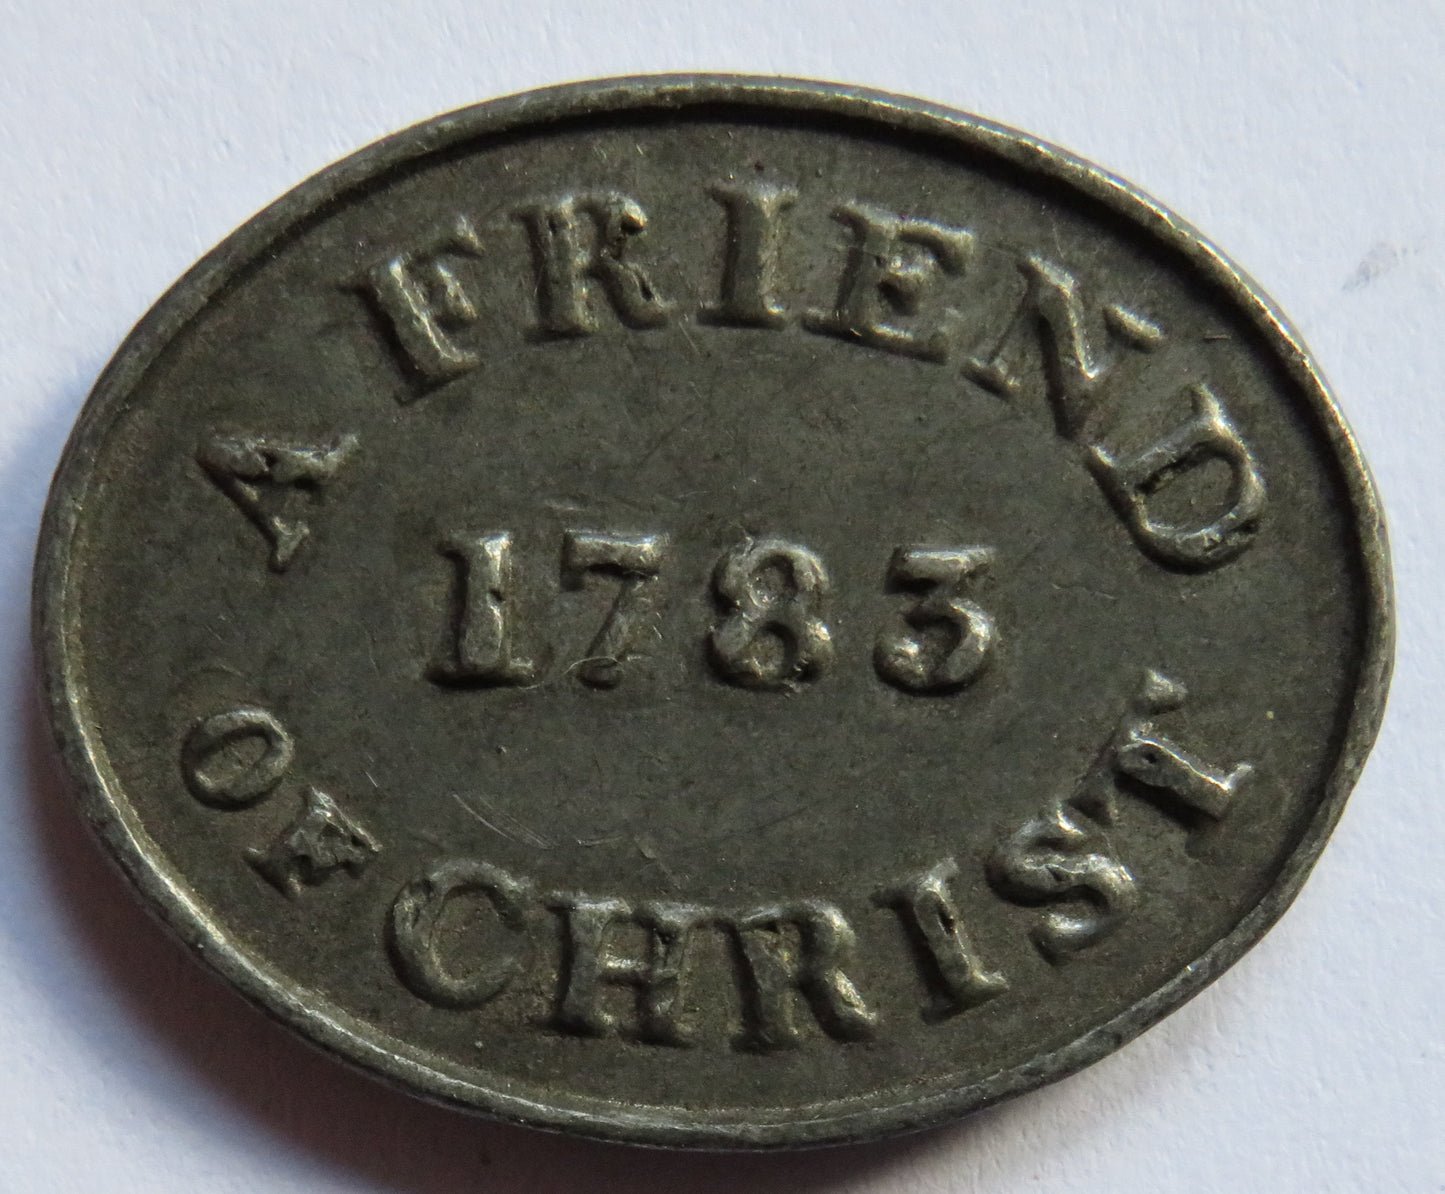 A FRIEND
1783
OF CHRIST